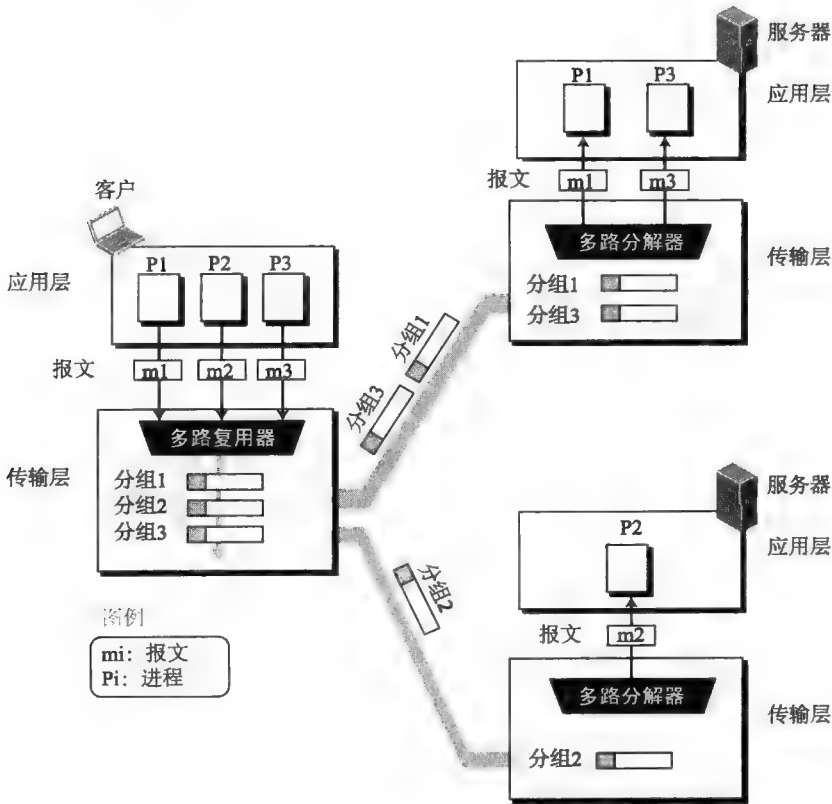 服务器
P1 P3
应用层
报文 m1 m3
多路分解器
传输层
分组1
分组3
客户
P1 P2 P3
应用层
报文 m1 m2 m3
多路复用器
传输层
分组1
分组2
分组3
分组1
分组3
分组2
图例
mi: 报文
Pi: 进程
服务器
P2
应用层
报文 m2
多路分解器
传输层
分组2